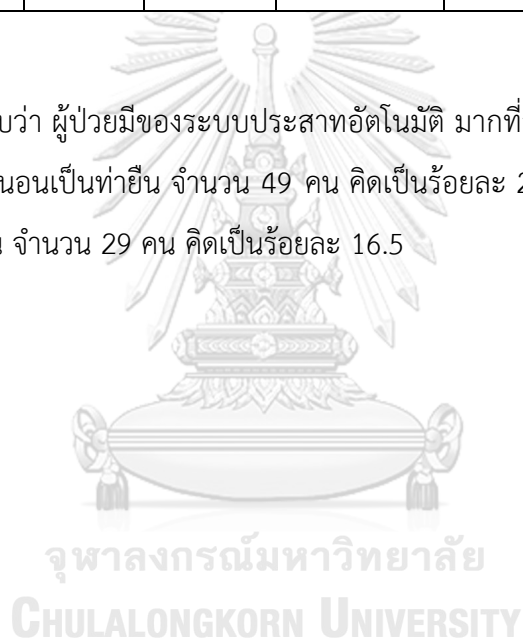 บว่า ผู้ป่วยมีของระบบประสาทอัตโนมัติ มากที่
นอนเป็นท่ายืน จำนวน 49 คน คิดเป็นร้อยละ 2
น จำนวน 29 คน คิดเป็นร้อยละ 16.5
จุฬาลงกรณ์มหาวิทยาลัย
CHULALONGKORN UNIVERSITY